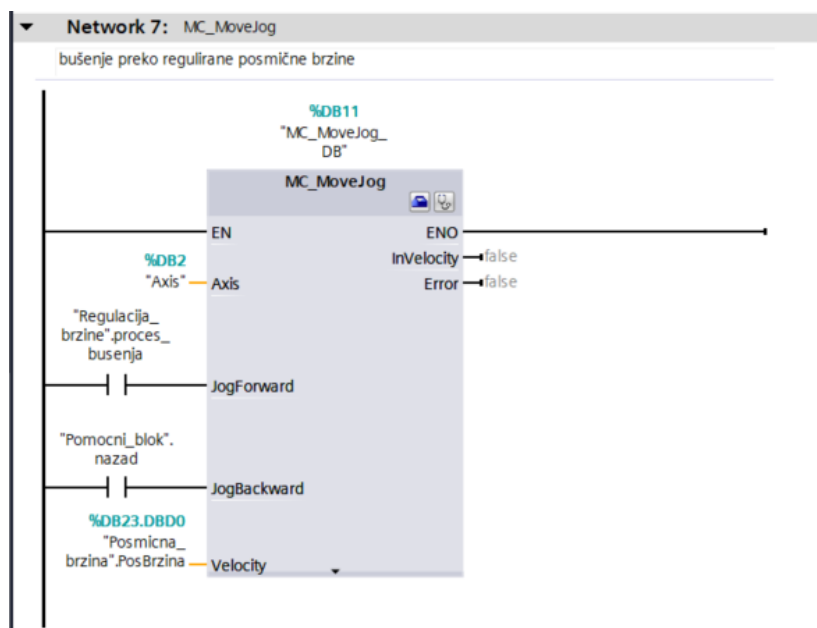 Network 7: MC_MoveJog
bušenje preko regulirane posmične brzine
%DB11
"MC_MoveJog_
DB"
MC_MoveJog
EN
ENO
%DB2
InVelocity
false
"Axis"
Axis
Error
false
"Regulacija_
brzine".proces_
busenja
JogForward
"Pomocni_blok".
nazad
JogBackward
%DB23.DBD0
"Posmicna_
brzina".PosBrzina
Velocity